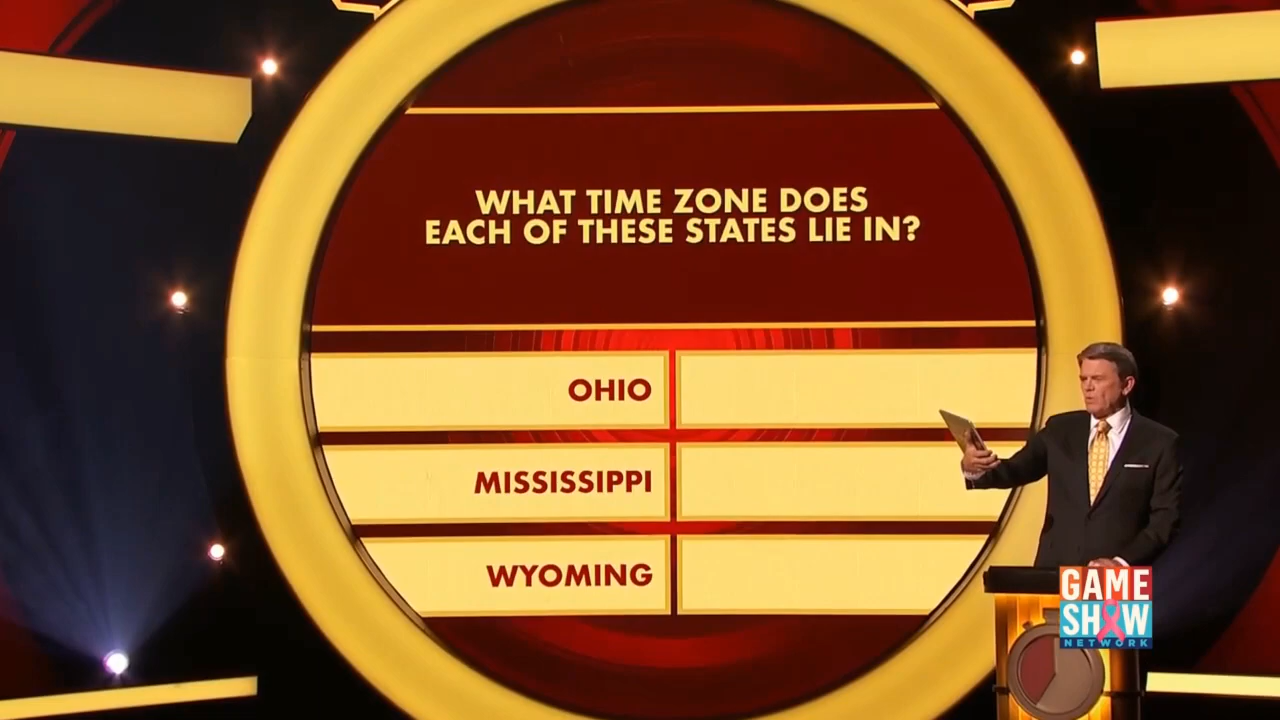 WHAT TIME ZONE DOES
EACH OF THESE STATES LIE IN?
OHIO
MISSISSIPPI
WYOMING
GAME
SHOW
NETWORK